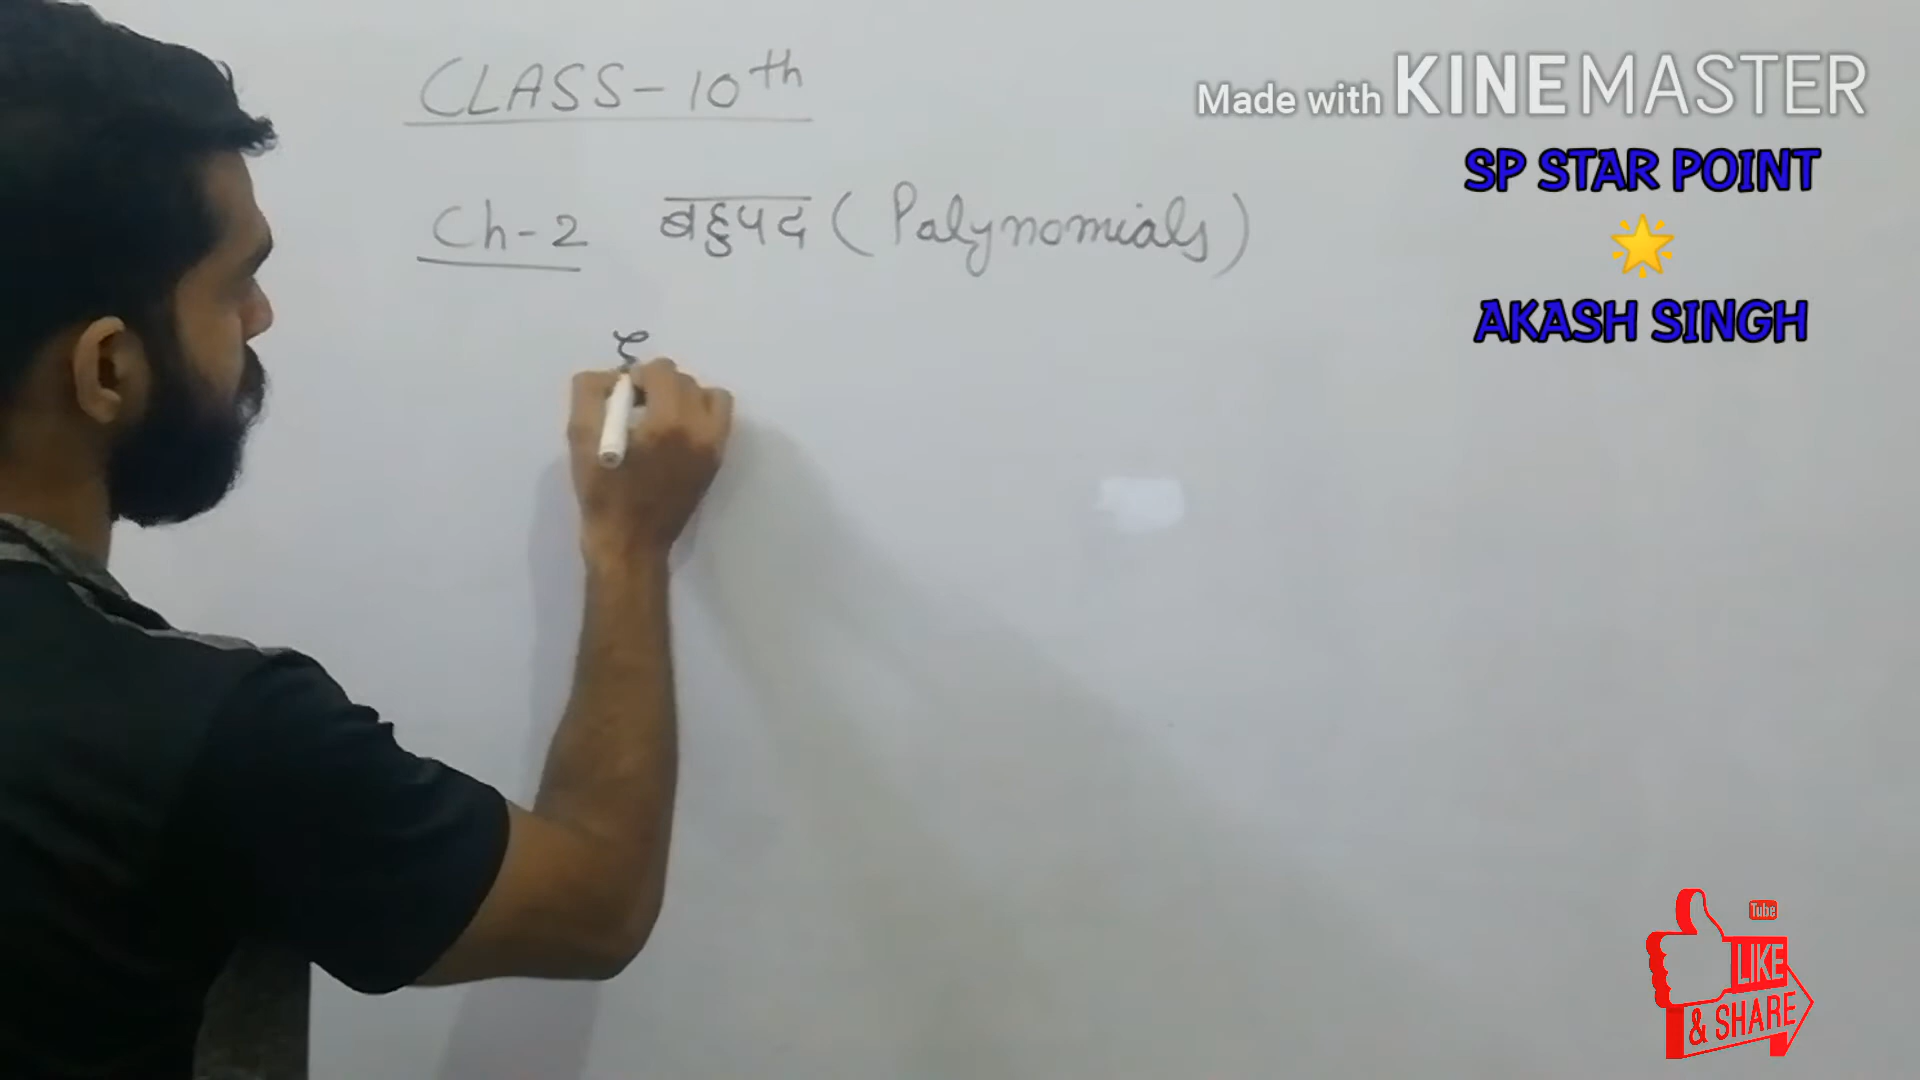 CLASS-10th
Ch-2 बहुपद (Polynomials)
Made with KINEMASTER
SP STAR POINT
AKASH SINGH
Tube
LIKE
& SHARE